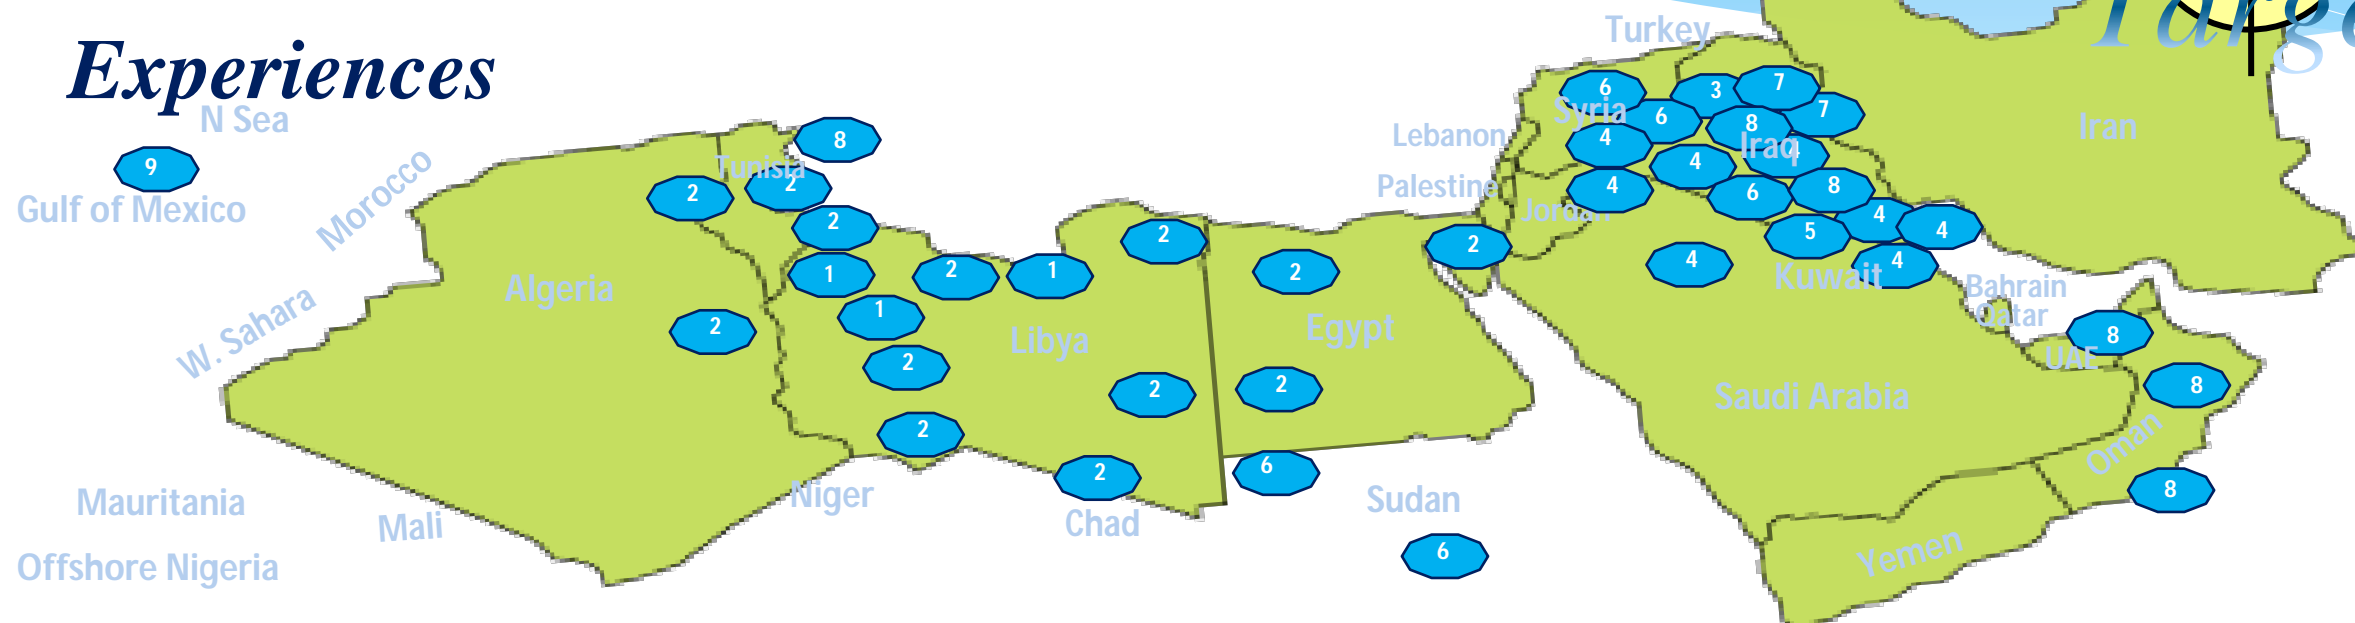 Experiences
Targe
Turkey
N Sea
9
Gulf of Mexico
Morocco
W. Sahara
Algeria
2
2
Tunisia
8
2
2
1
2
1
1
2
2
2
2
2
Libya
Niger
Chad
Mauritania
Mali
Offshore Nigeria
Egypt
2
2
2
6
Sudan
6
Lebanon
Palestine
Jordan
Syria
6
6
4
4
3
7
7
8
Iraq
4
4
6
8
4
4
5
4
4
Kuwait
Iran
Bahrain
Qatar
UAE
8
8
8
Saudi Arabia
Oman
Yemen